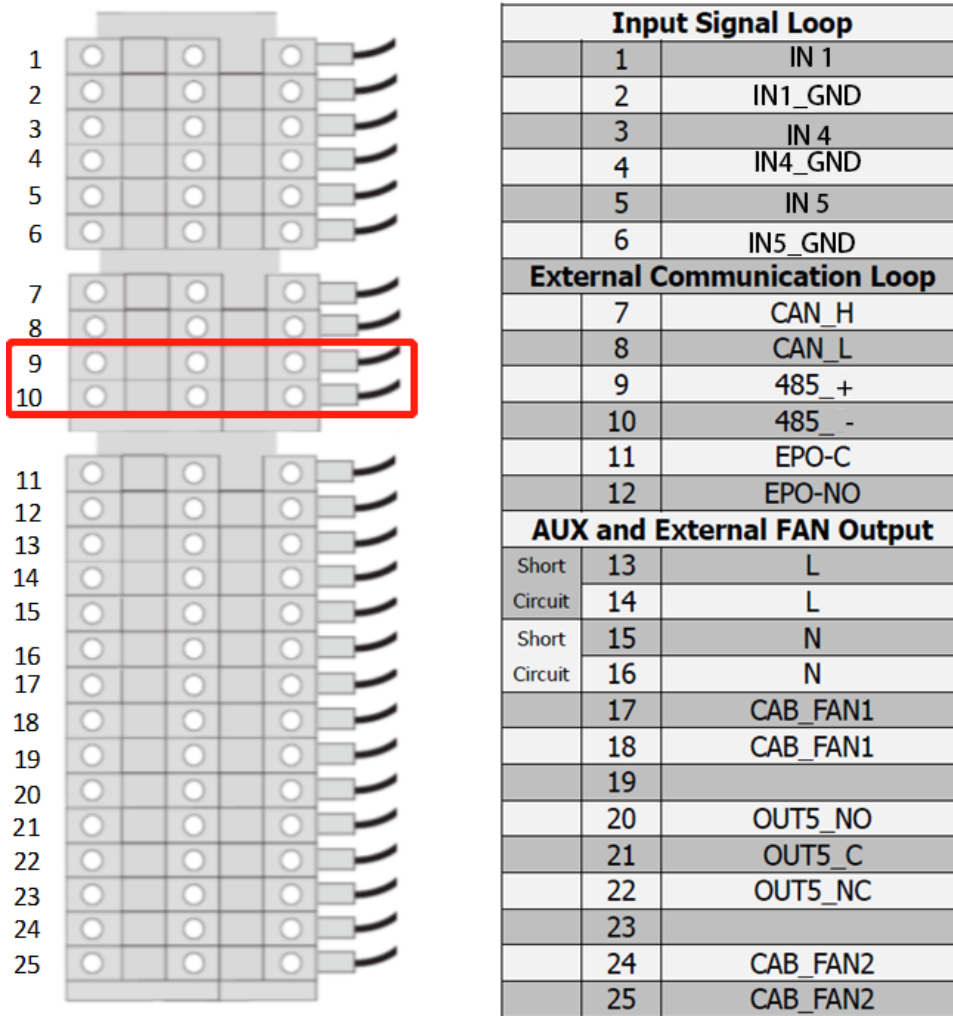 1
2
3
4
5
6
7
8
9
10
11
12
13
14
15
16
17
18
19
20
21
22
23
24
25
Input Signal Loop
1 IN 1
2 IN1_GND
3 IN 4
4 IN4_GND
5 IN 5
6 IN5_GND
External Communication Loop
7 CAN_H
8 CAN_L
9 485_+
10 485_-
11 EPO-C
12 EPO-NO
AUX and External FAN Output
Short 13 L
Circuit 14 L
Short 15 N
Circuit 16 N
17 CAB_FAN1
18 CAB_FAN1
19
20 OUT5_NO
21 OUT5_C
22 OUT5_NC
23
24 CAB_FAN2
25 CAB_FAN2